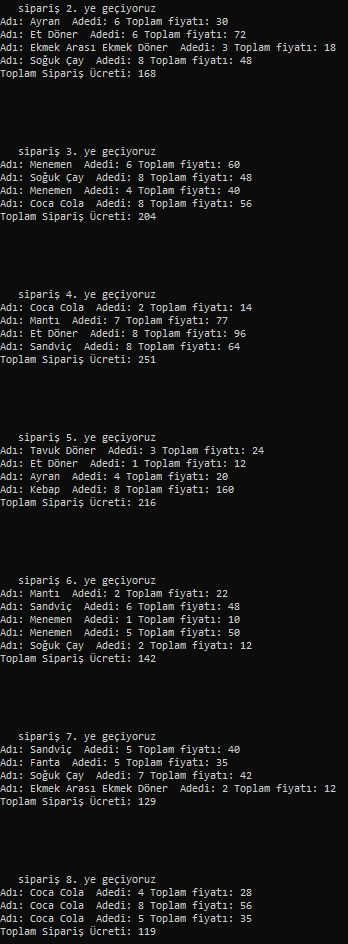 sipariş 2. ye geçiyoruz
Adı: Ayran  Adedi: 6 Toplam fiyatı: 30
Adı: Et Döner  Adedi: 6 Toplam fiyatı: 72
Adı: Ekmek Arası Ekmek Döner  Adedi: 3 Toplam fiyatı: 18
Adı: Soğuk Çay  Adedi: 8 Toplam fiyatı: 48
Toplam Sipariş Ücreti: 168
sipariş 3. ye geçiyoruz
Adı: Menemen  Adedi: 6 Toplam fiyatı: 60
Adı: Soğuk Çay  Adedi: 8 Toplam fiyatı: 48
Adı: Menemen  Adedi: 4 Toplam fiyatı: 40
Adı: Coca Cola  Adedi: 8 Toplam fiyatı: 56
Toplam Sipariş Ücreti: 204
sipariş 4. ye geçiyoruz
Adı: Coca Cola  Adedi: 2 Toplam fiyatı: 14
Adı: Mantı  Adedi: 7 Toplam fiyatı: 77
Adı: Et Döner  Adedi: 8 Toplam fiyatı: 96
Adı: Sandviç  Adedi: 8 Toplam fiyatı: 64
Toplam Sipariş Ücreti: 251
sipariş 5. ye geçiyoruz
Adı: Tavuk Döner  Adedi: 3 Toplam fiyatı: 24
Adı: Et Döner  Adedi: 1 Toplam fiyatı: 12
Adı: Ayran  Adedi: 4 Toplam fiyatı: 20
Adı: Kebap  Adedi: 8 Toplam fiyatı: 160
Toplam Sipariş Ücreti: 216
sipariş 6. ye geçiyoruz
Adı: Mantı  Adedi: 2 Toplam fiyatı: 22
Adı: Sandviç  Adedi: 6 Toplam fiyatı: 48
Adı: Menemen  Adedi: 1 Toplam fiyatı: 10
Adı: Menemen  Adedi: 5 Toplam fiyatı: 50
Adı: Soğuk Çay  Adedi: 2 Toplam fiyatı: 12
Toplam Sipariş Ücreti: 142
sipariş 7. ye geçiyoruz
Adı: Sandviç  Adedi: 5 Toplam fiyatı: 40
Adı: Fanta  Adedi: 5 Toplam fiyatı: 35
Adı: Soğuk Çay  Adedi: 7 Toplam fiyatı: 42
Adı: Ekmek Arası Ekmek Döner  Adedi: 2 Toplam fiyatı: 12
Toplam Sipariş Ücreti: 129
sipariş 8. ye geçiyoruz
Adı: Coca Cola  Adedi: 4 Toplam fiyatı: 28
Adı: Coca Cola  Adedi: 8 Toplam fiyatı: 56
Adı: Coca Cola  Adedi: 5 Toplam fiyatı: 35
Toplam Sipariş Ücreti: 119